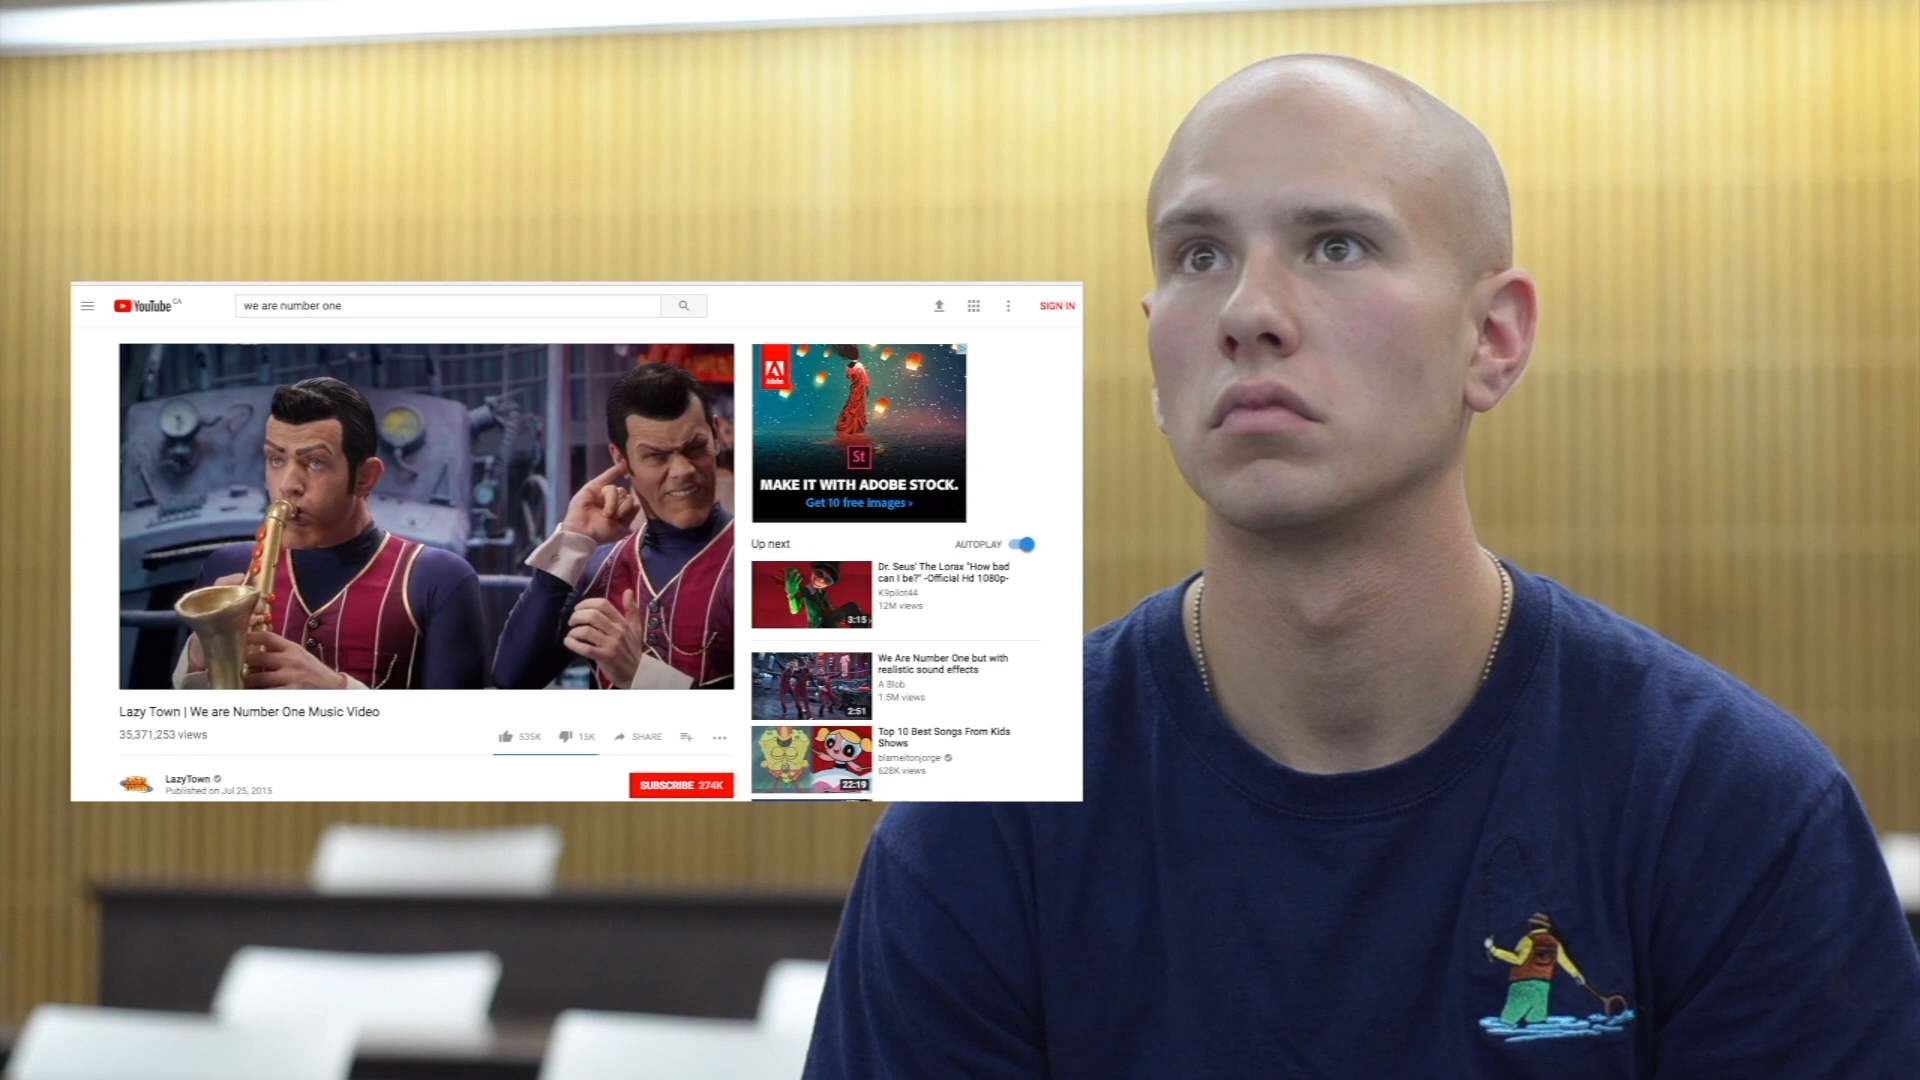 YouTube CA
we are number one
SIGN IN
Adobe
St
MAKE IT WITH ADOBE STOCK.
Get 10 free images ›
Up next
AUTOPLAY
Dr. Seus' The Lorax "How bad
can I be?" -Official Hd 1080p-
K9pilot44
12M views
3:15
We Are Number One but with
realistic sound effects
A Blob
1.5M views
2:51
Top 10 Best Songs From Kids
Shows
blameitonjorge
628K views
22:19
Lazy Town | We are Number One Music Video
35,371,253 views
535K
15K
SHARE
LazyTown
Published on Jul 25, 2015
SUBSCRIBE 274K